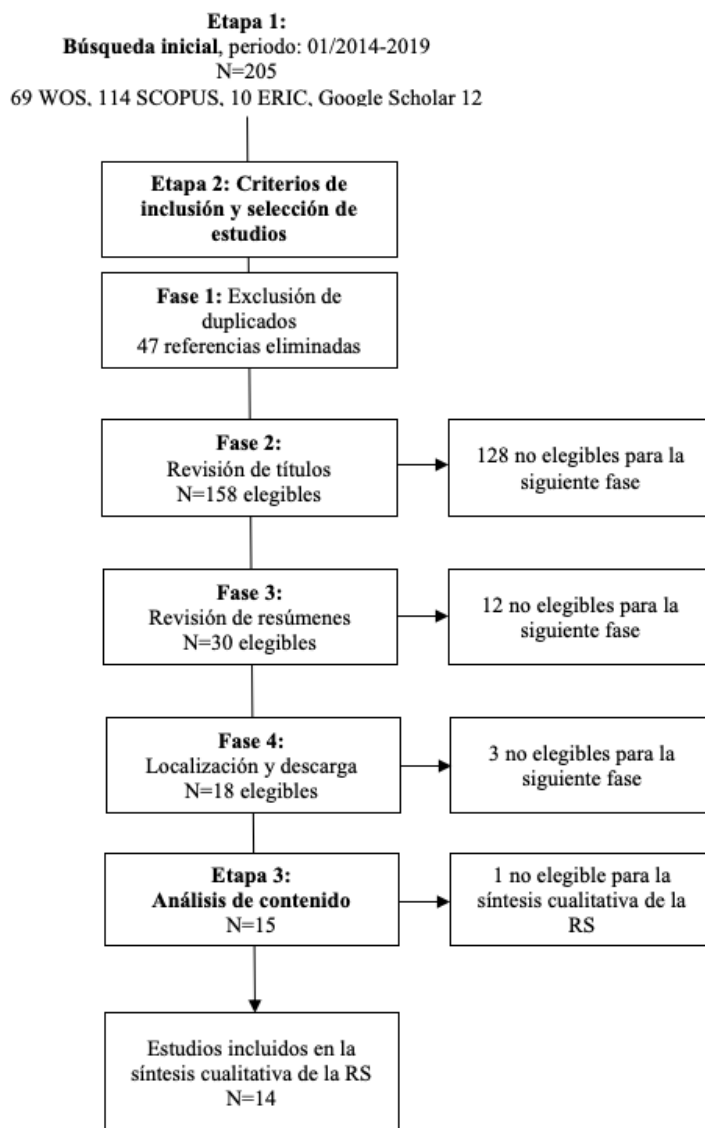 Etapa 1:
Búsqueda inicial, periodo: 01/2014-2019
N=205
69 WOS, 114 SCOPUS, 10 ERIC, Google Scholar 12
Etapa 2: Criterios de
inclusión y selección de
estudios
Fase 1: Exclusión de
duplicados
47 referencias eliminadas
Fase 2:
Revisión de títulos
N=158 elegibles
128 no elegibles para la
siguiente fase
Fase 3:
Revisión de resúmenes
N=30 elegibles
12 no elegibles para la
siguiente fase
Fase 4:
Localización y descarga
N=18 elegibles
3 no elegibles para la
siguiente fase
Etapa 3:
Análisis de contenido
N=15
1 no elegible para la
síntesis cualitativa de la
RS
Estudios incluidos en la
síntesis cualitativa de la RS
N=14